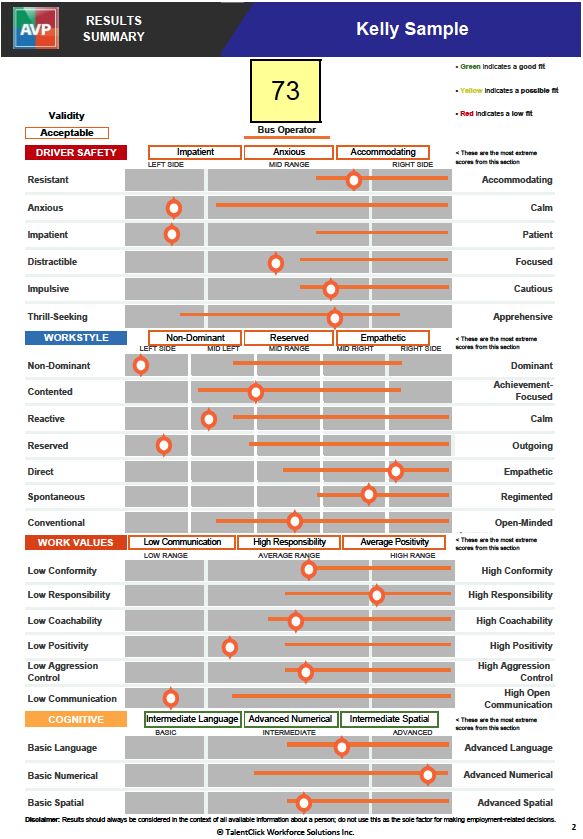 AVP
RESULTS
SUMMARY
Kelly Sample
73
• Green indicates a good fit
• Yellow indicates a possible fit
• Red indicates a low fit
Validity
Acceptable
Bus Operator
DRIVER SAFETY
Impatient
Anxious
Accommodating
< These are the most extreme
scores from this section
LEFT SIDE
MID RANGE
RIGHT SIDE
Resistant
Accommodating
Anxious
Calm
Impatient
Patient
Distractible
Focused
Impulsive
Cautious
Thrill-Seeking
Apprehensive
WORKSTYLE
Non-Dominant
Reserved
Empathetic
< These are the most extreme
scores from this section
LEFT SIDE
MID LEFT
MID RANGE
MID RIGHT
RIGHT SIDE
Non-Dominant
Dominant
Contented
Achievement-
Focused
Reactive
Calm
Reserved
Outgoing
Direct
Empathetic
Spontaneous
Regimented
Conventional
Open-Minded
WORK VALUES
Low Communication
High Responsibility
Average Positivity
< These are the most extreme
scores from this section
LOW RANGE
AVERAGE RANGE
HIGH RANGE
Low Conformity
High Conformity
Low Responsibility
High Responsibility
Low Coachability
High Coachability
Low Positivity
High Positivity
Low Aggression
Control
High Aggression
Control
Low Communication
High Open
Communication
COGNITIVE
Intermediate Language
Advanced Numerical
Intermediate Spatial
< These are the most extreme
scores from this section
BASIC
INTERMEDIATE
ADVANCED
Basic Language
Advanced Language
Basic Numerical
Advanced Numerical
Basic Spatial
Advanced Spatial
Disclaimer: Results should always be considered in the context of all available information about a person; do not use this as the sole factor for making employment-related decisions.
2
© TalentClick Workforce Solutions Inc.